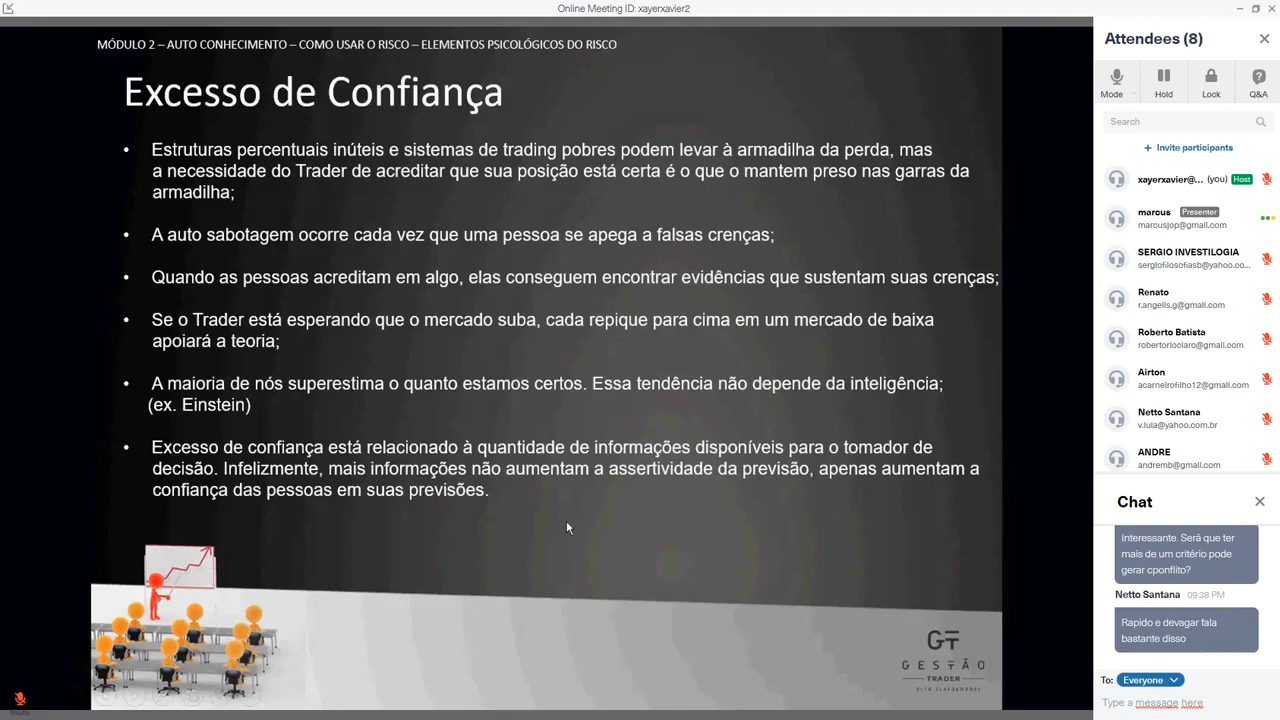 Online Meeting ID: xayerxavier2
MÓDULO 2 – AUTO CONHECIMENTO – COMO USAR O RISCO – ELEMENTOS PSICOLÓGICOS DO RISCO
Excesso de Confiança
• Estruturas percentuais inúteis e sistemas de trading pobres podem levar à armadilha da perda, mas
a necessidade do Trader de acreditar que sua posição está certa é o que o mantem preso nas garras da
armadilha;
• A auto sabotagem ocorre cada vez que uma pessoa se apega a falsas crenças;
• Quando as pessoas acreditam em algo, elas conseguem encontrar evidências que sustentam suas crenças;
• Se o Trader está esperando que o mercado suba, cada repique para cima em um mercado de baixa
apoiará a teoria;
• A maioria de nós superestima o quanto estamos certos. Essa tendência não depende da inteligência;
(ex. Einstein)
• Excesso de confiança está relacionado à quantidade de informações disponíveis para o tomador de
decisão. Infelizmente, mais informações não aumentam a assertividade da previsão, apenas aumentam a
confiança das pessoas em suas previsões.
GT
GESTÃO
TRADER
Mute
Attendees (8)
Mode
Hold
Lock
Q&A
Search
+ Invite participants
xayerxavier@... (you) Host
marcus Presenter
marcusjop@gmail.com
SERGIO INVESTILOGIA
sergiofilosofiasb@yahoo.co...
Renato
r.angelis.g@gmail.com
Roberto Batista
robertorioclaro@gmail.com
Airton
acarneirofilho12@gmail.com
Netto Santana
v.lula@yahoo.com.br
ANDRE
andremb@gmail.com
Chat
Interessante. Será que ter
mais de um critério pode
gerar cponflito?
Netto Santana 09:38 PM
Rapido e devagar fala
bastante disso
To: Everyone
Type a message here